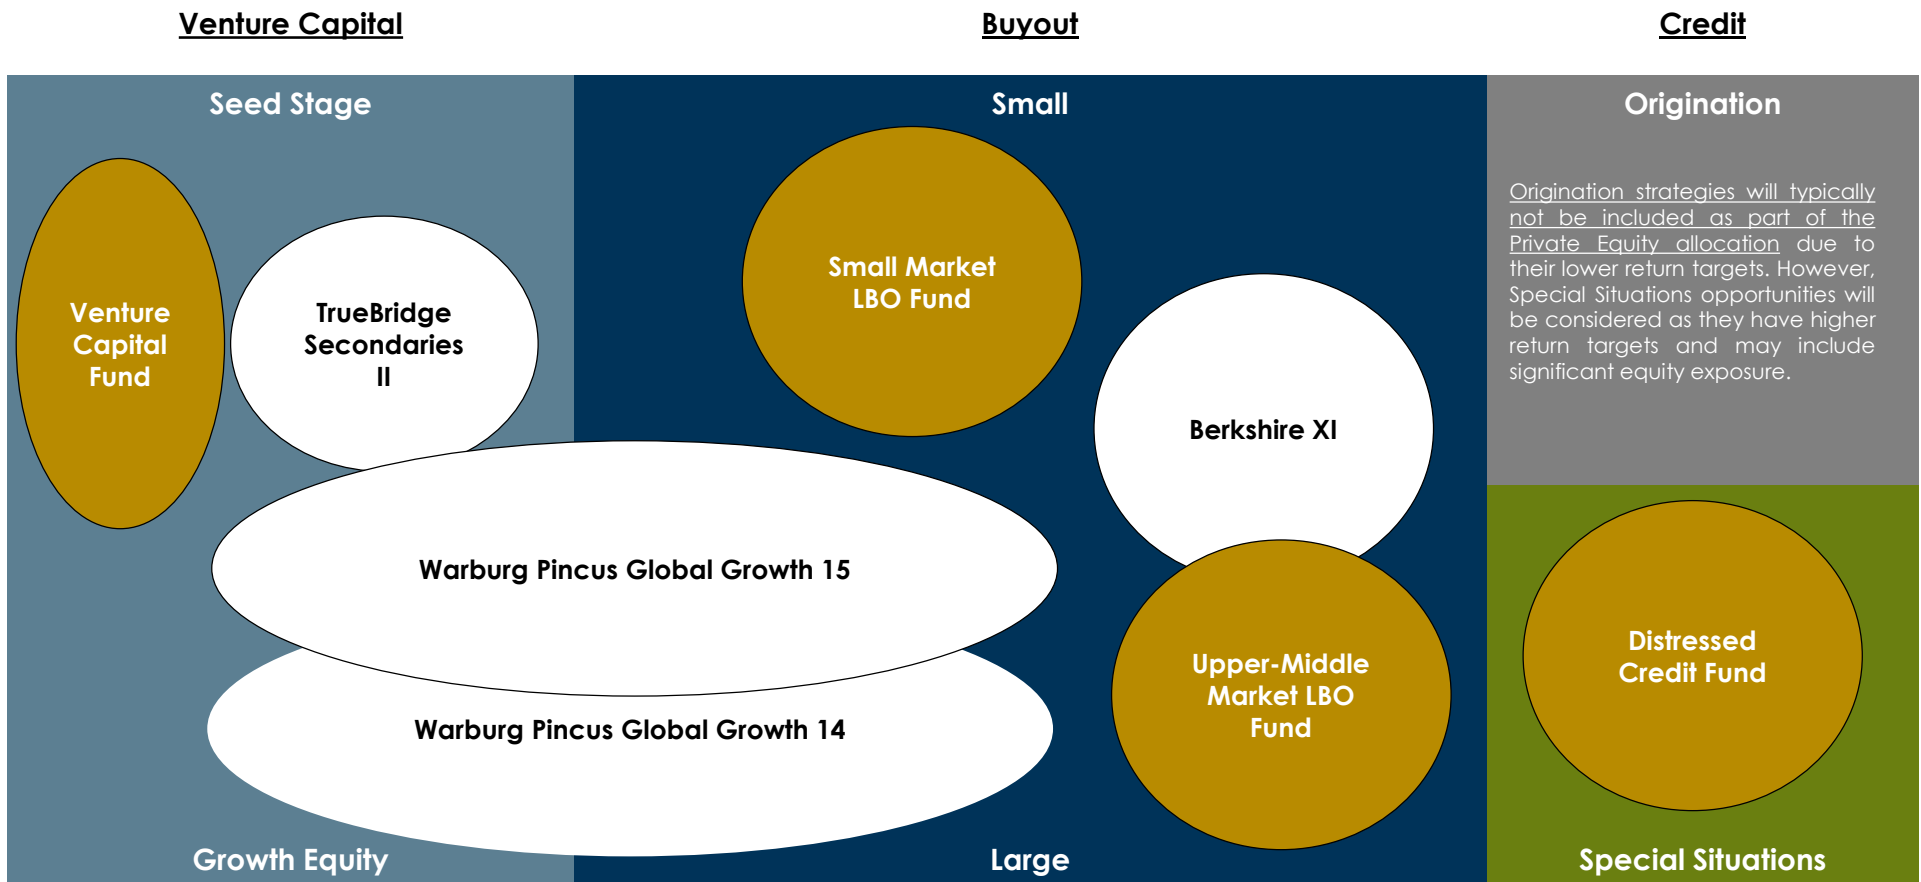 Venture Capital
Buyout
Credit
Seed Stage
Small
Origination
Venture
Capital
Fund
TrueBridge
Secondaries
II
Small Market
LBO Fund
Berkshire XI
Origination strategies will typically
not be included as part of the
Private Equity allocation due to
their lower return targets. However,
Special Situations opportunities will
be considered as they have higher
return targets and may include
significant equity exposure.
Warburg Pincus Global Growth 15
Warburg Pincus Global Growth 14
Upper-Middle
Market LBO
Fund
Distressed
Credit Fund
Growth Equity
Large
Special Situations